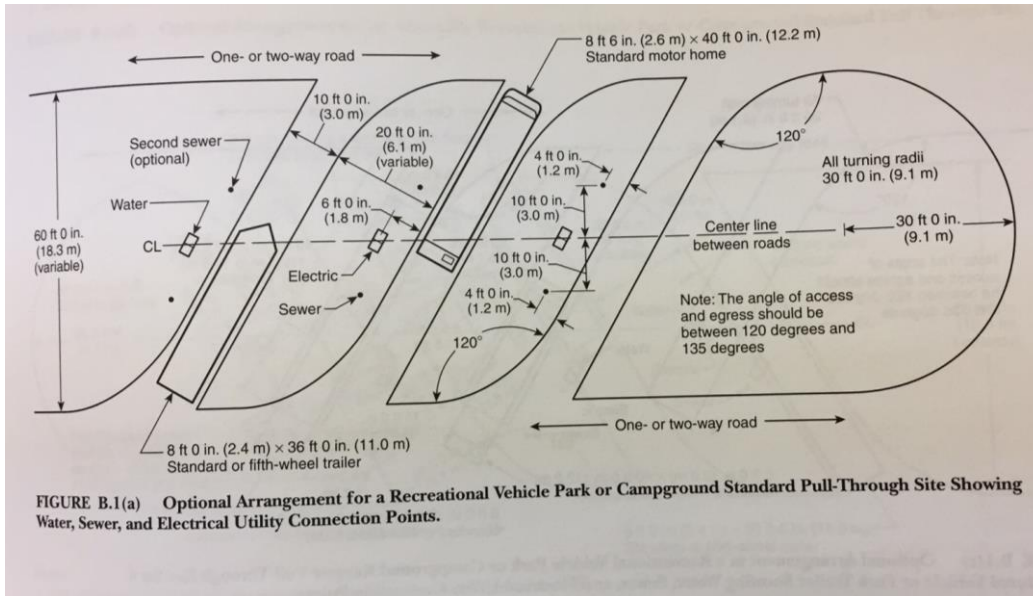 8 ft 6 in. (2.6 m) × 40 ft 0 in. (12.2 m)
Standard motor home
One- or two-way road
10 ft 0 in.
(3.0 m)
20 ft 0 in.
(6.1 m)
(variable)
Second sewer
(optional)
120°
4 ft 0 in.
(1.2 m)
All turning radii
30 ft 0 in. (9.1 m)
Water
6 ft 0 in.
(1.8 m)
10 ft 0 in.
(3.0 m)
60 ft 0 in.
(18.3 m)
(variable)
CL
Center line
between roads
30 ft 0 in.
(9.1 m)
Electric
10 ft 0 in.
(3.0 m)
Sewer
4 ft 0 in.
(1.2 m)
Note: The angle of access
and egress should be
between 120 degrees and
135 degrees
120°
One- or two-way road
8 ft 0 in. (2.4 m) × 36 ft 0 in. (11.0 m)
Standard or fifth-wheel trailer
FIGURE B.1(a) Optional Arrangement for a Recreational Vehicle Park or Campground Standard Pull-Through Site Showing
Water, Sewer, and Electrical Utility Connection Points.